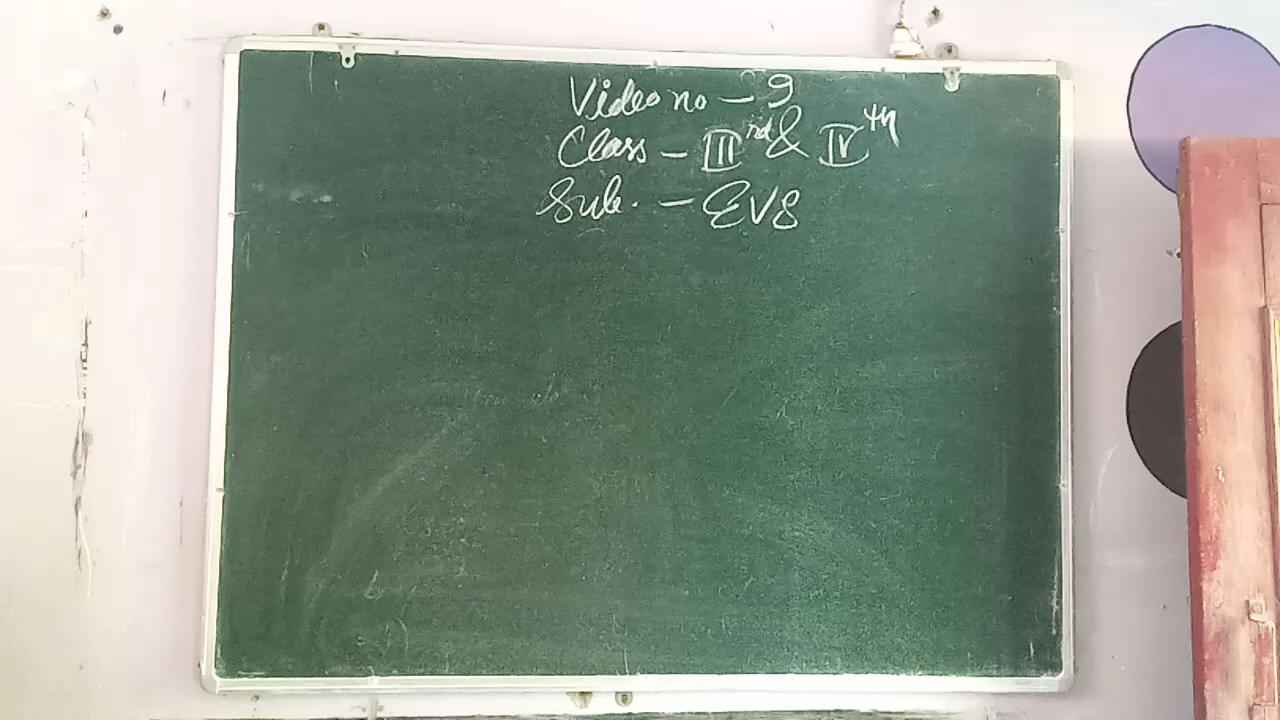 Video no – 9
Class – III rd & IV th
Sub. – EVS